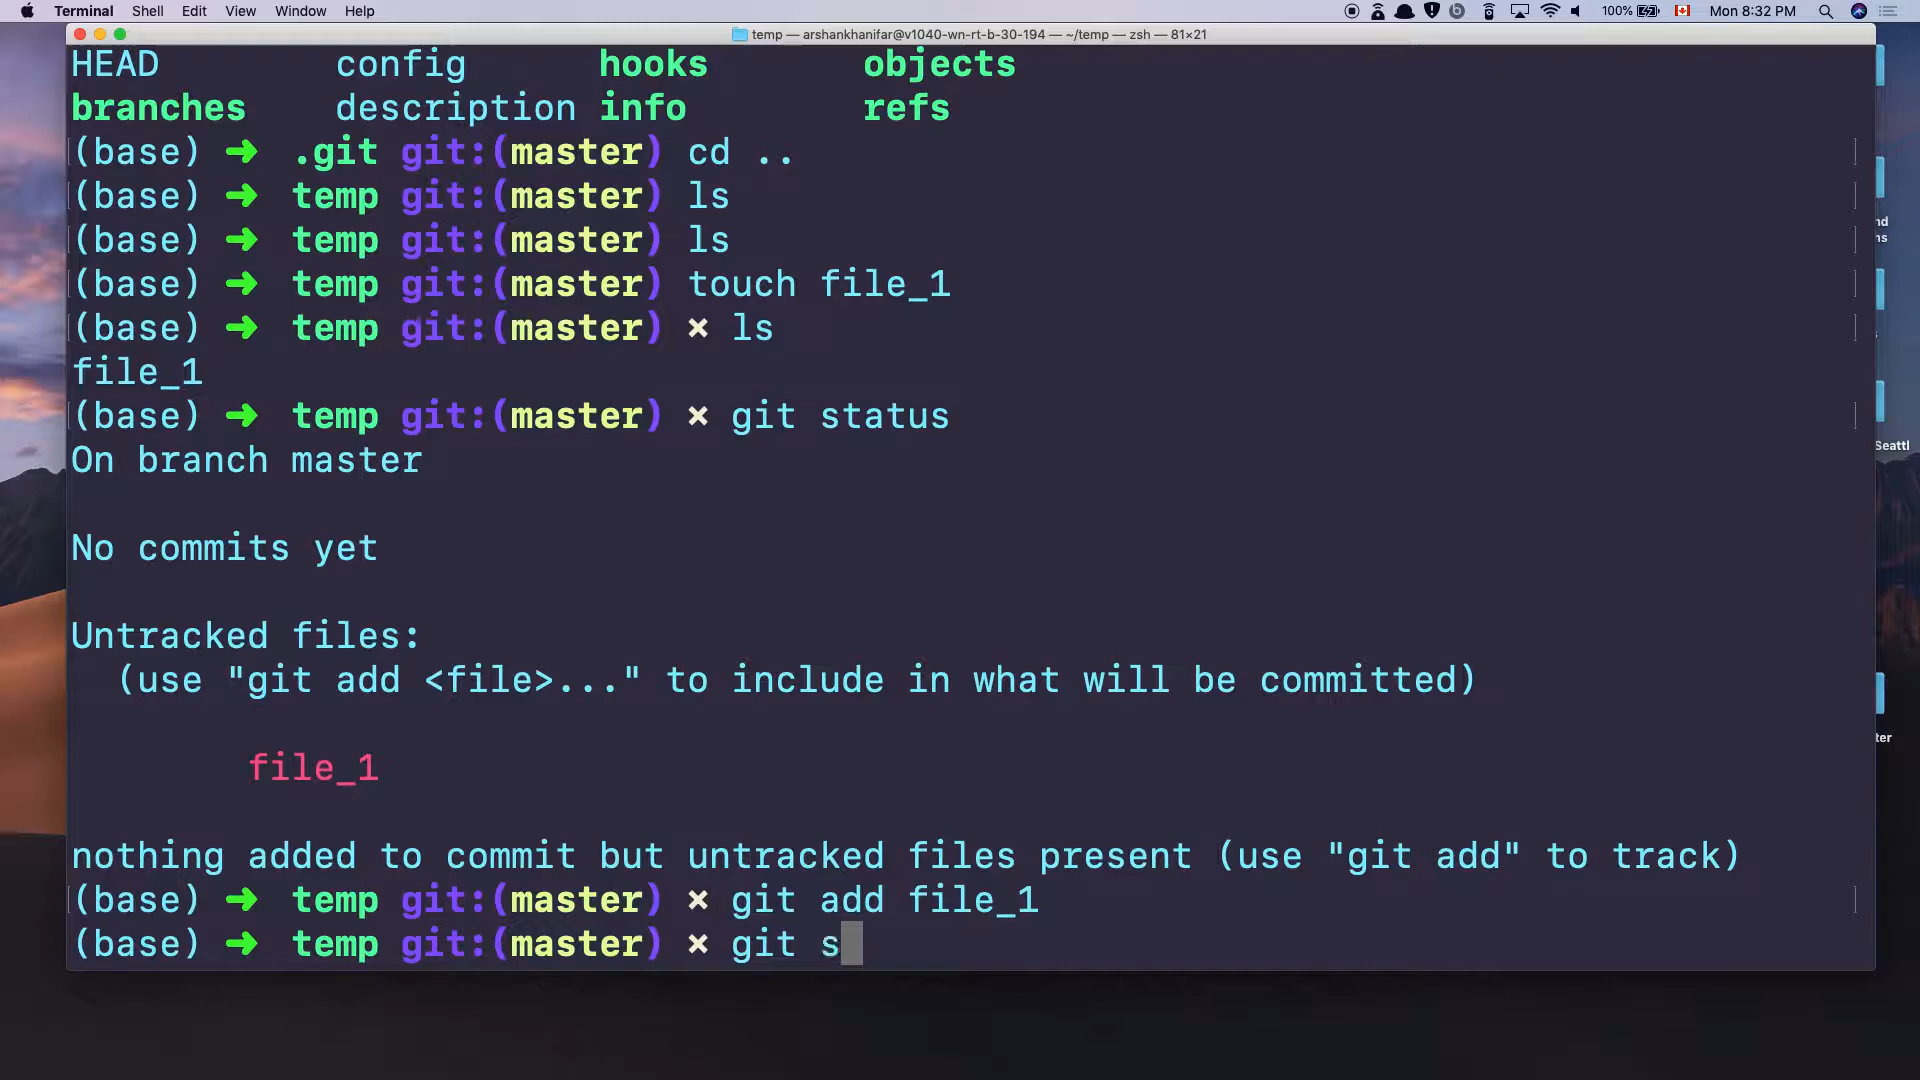 Terminal Shell Edit View Window Help 100% Mon 8:32 PM
temp — arshankhanifar@v1040-wn-rt-b-30-194 — ~/temp — zsh — 81×21
HEAD config hooks objects
branches description info refs
(base) ➜ .git git:(master) cd ..
(base) ➜ temp git:(master) ls
(base) ➜ temp git:(master) ls
(base) ➜ temp git:(master) touch file_1
(base) ➜ temp git:(master) × ls
file_1
(base) ➜ temp git:(master) × git status
On branch master
No commits yet
Untracked files:
(use "git add <file>..." to include in what will be committed)
file_1
nothing added to commit but untracked files present (use "git add" to track)
(base) ➜ temp git:(master) × git add file_1
(base) ➜ temp git:(master) × git s
nd
ns
Seattl
ter